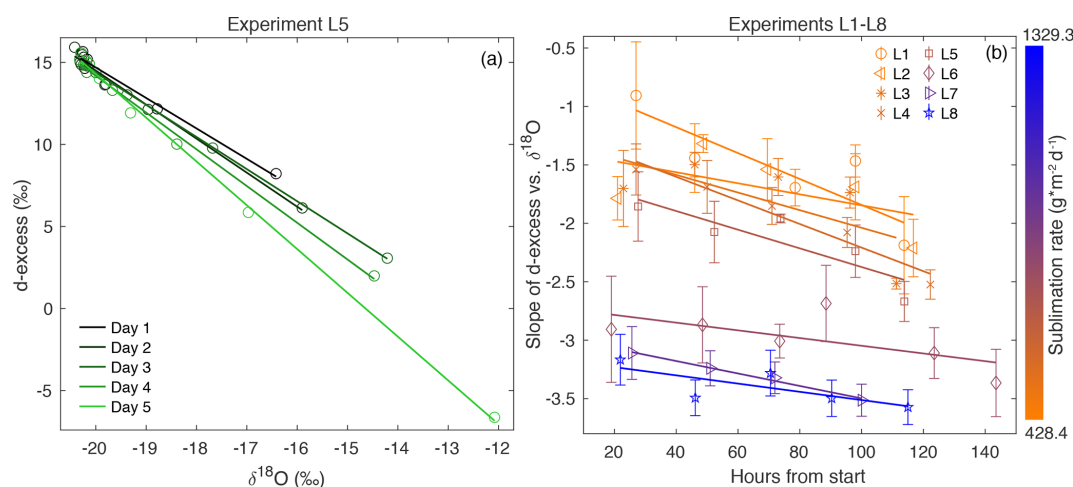 Experiment L5
(a)
d-excess (‰)
15
10
5
0
-5
Day 1
Day 2
Day 3
Day 4
Day 5
-20 -19 -18 -17 -16 -15 -14 -13 -12
δ18O (‰)
Experiments L1-L8
(b)
Slope of d-excess vs. δ18O
-0.5
-1
-1.5
-2
-2.5
-3
-3.5
L1 L5
L2 L6
L3 L7
L4 L8
20 40 60 80 100 120 140
Hours from start
1329.3
Sublimation rate (g*m-2 d-1)
428.4